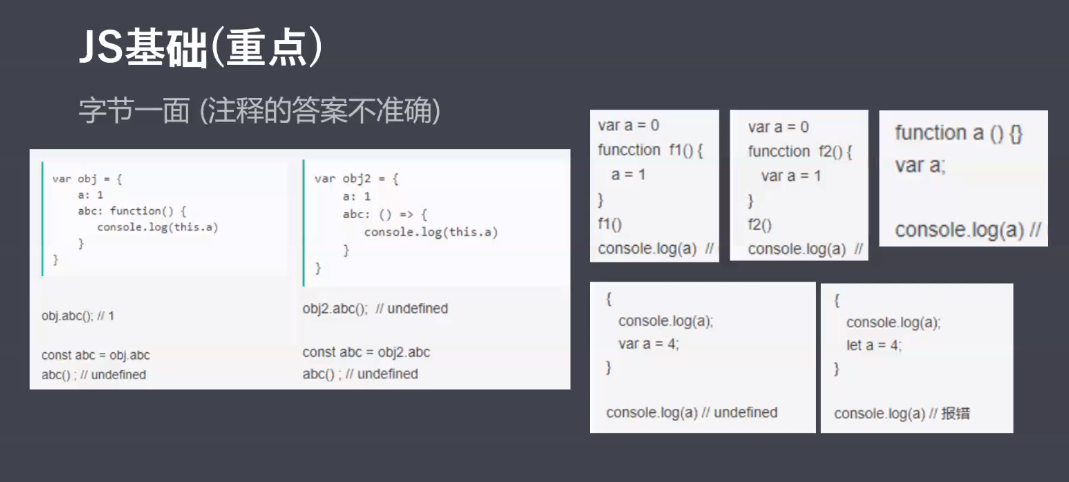 JS基础(重点)
字节一面 (注释的答案不准确)
var obj = {
a: 1
abc: function() {
console.log(this.a)
}
}
obj.abc(); // 1
const abc = obj.abc
abc() ; // undefined
var obj2 = {
a: 1
abc: () => {
console.log(this.a)
}
}
obj2.abc(); // undefined
const abc = obj2.abc
abc() ; // undefined
var a = 0
funcction f1() {
a = 1
}
f1()
console.log(a) //
var a = 0
funcction f2() {
var a = 1
}
f2()
console.log(a) //
function a () {}
var a;
console.log(a) //
{
console.log(a);
var a = 4;
}
console.log(a) // undefined
{
console.log(a);
let a = 4;
}
console.log(a) // 报错